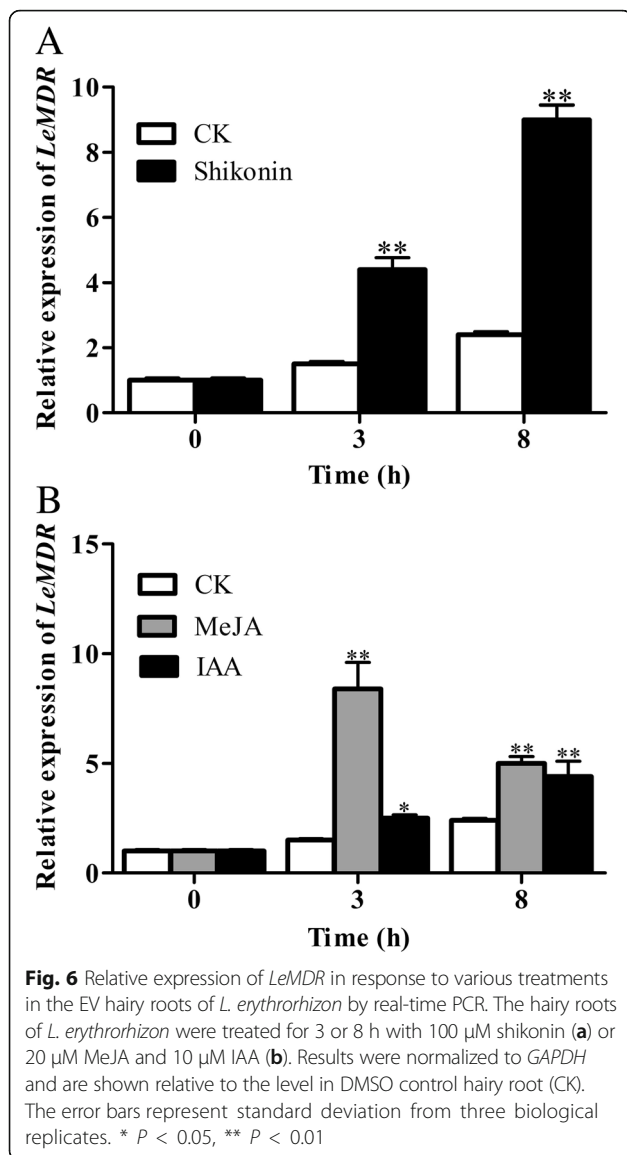 A
Relative expression of LeMDR
10
8
6
4
2
0
CK
Shikonin
**
**
0 3 8
Time (h)
B
Relative expression of LeMDR
15
10
5
0
CK
MeJA
IAA
**
*
**
**
0 3 8
Time (h)
Fig. 6 Relative expression of LeMDR in response to various treatments
in the EV hairy roots of L. erythrorhizon by real-time PCR. The hairy roots
of L. erythrorhizon were treated for 3 or 8 h with 100 μM shikonin (a) or
20 μM MeJA and 10 μM IAA (b). Results were normalized to GAPDH
and are shown relative to the level in DMSO control hairy root (CK).
The error bars represent standard deviation from three biological
replicates. * P < 0.05, ** P < 0.01